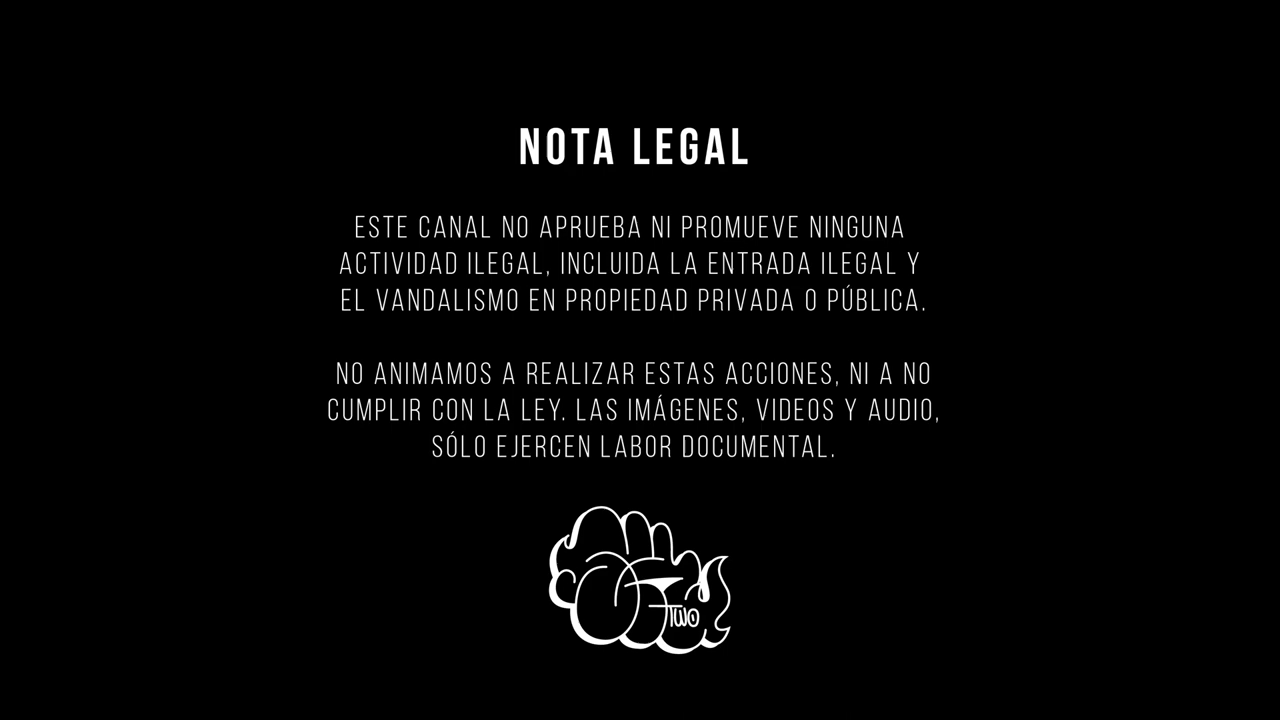 NOTA LEGAL
ESTE CANAL NO APRUEBA NI PROMUEVE NINGUNA
ACTIVIDAD ILEGAL, INCLUIDA LA ENTRADA ILEGAL Y
EL VANDALISMO EN PROPIEDAD PRIVADA O PÚBLICA.
NO ANIMAMOS A REALIZAR ESTAS ACCIONES, NI A NO
CUMPLIR CON LA LEY. LAS IMÁGENES, VIDEOS Y AUDIO,
SÓLO EJERCEN LABOR DOCUMENTAL.
TWO